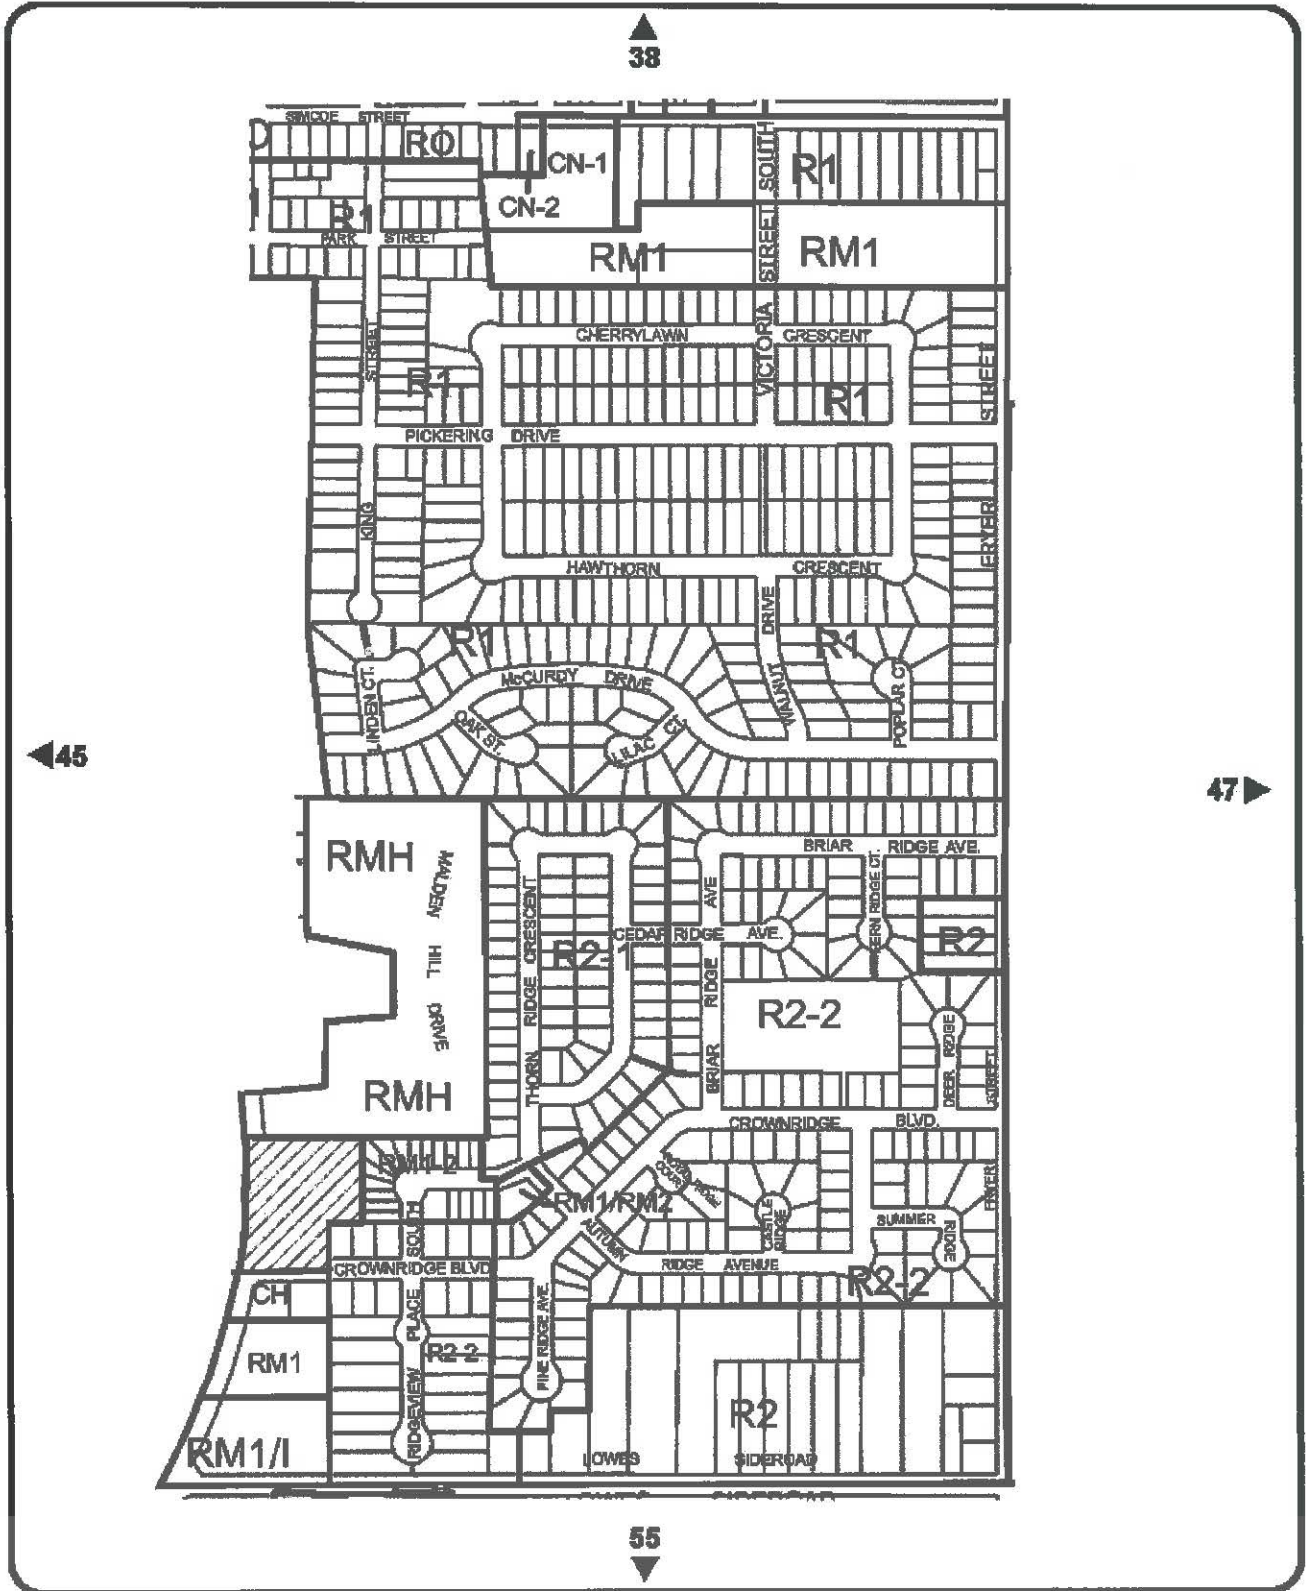 38
SIMCOE STREET
RO
CN-1
R1
CN-2
R1
PARK STREET
RM1
RM1
VICTORIA STREET SOUTH
CHERRYLAWN CRESCENT
KING STREET
R1
R1
FRYER STREET
PICKERING DRIVE
HAWTHORN CRESCENT
R1
R1
WALNUT DRIVE
McCURDY DRIVE
LINDEN CT.
OAK ST.
LILAC CT.
POPLAR CT
45
47
RMH
MALDEN HILL DRIVE
BRIAR RIDGE AVE.
THORN RIDGE CRESCENT
R2-1
CEDAR RIDGE AVE.
BRIAR RIDGE AVE
FERN RIDGE CT.
R2
R2-2
DEER RIDGE
RMH
CROWNRIDGE BLVD.
FRYER STREET
RM1-2
RM1/RM2
COURT
CASTLE RIDGE
SUMMER RIDGE
AUTUMN RIDGE AVENUE
R2-2
CROWNRIDGE BLVD
CH
RIDGEVIEW PLACE SOUTH
PINE RIDGE AVE.
RM1
R2-2
R2
RM1/I
LOWES SIDEROAD
55